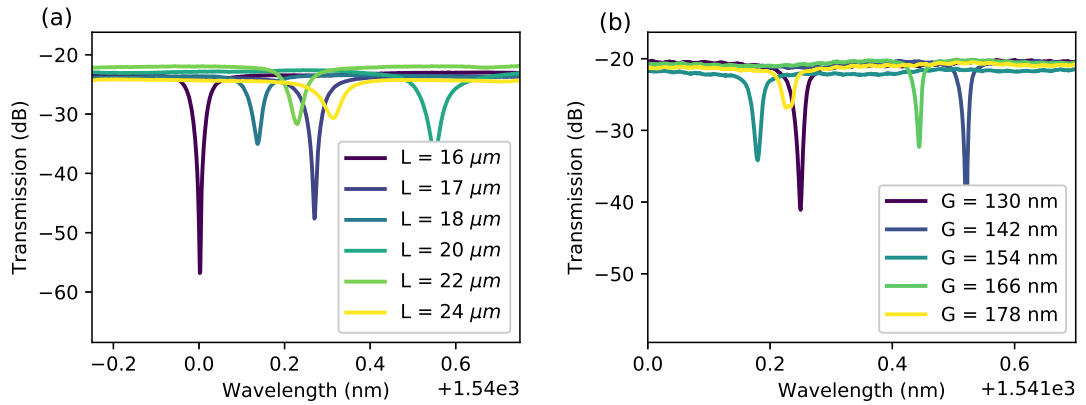 (a)
Transmission (dB)
−20
−30
−40
−50
−60
L = 16 μm
L = 17 μm
L = 18 μm
L = 20 μm
L = 22 μm
L = 24 μm
−0.2
0.0
0.2
0.4
0.6
Wavelength (nm)
+1.54e3
(b)
Transmission (dB)
−20
−30
−40
−50
G = 130 nm
G = 142 nm
G = 154 nm
G = 166 nm
G = 178 nm
0.0
0.2
0.4
0.6
Wavelength (nm)
+1.541e3